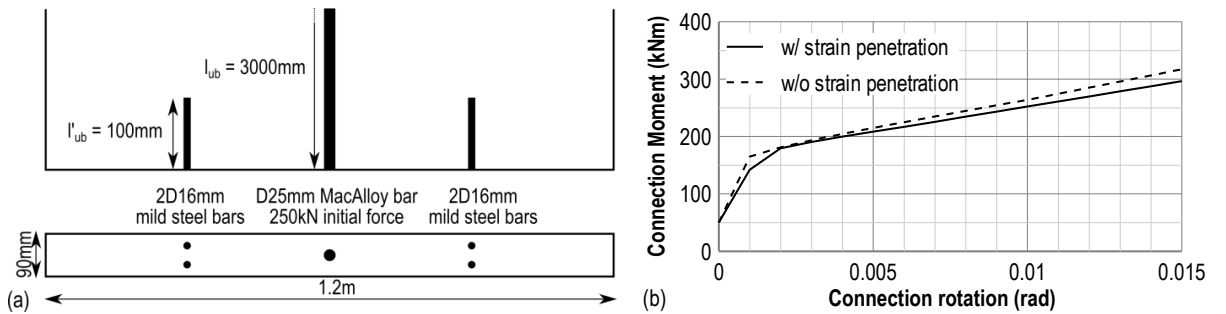 l_ub = 3000mm
l'_ub = 100mm
2D16mm
mild steel bars
D25mm MacAlloy bar
250kN initial force
2D16mm
mild steel bars
90mm
1.2m
(a)
Connection Moment (kNm)
400
300
200
100
0
w/ strain penetration
w/o strain penetration
0
0.005
0.01
0.015
Connection rotation (rad)
(b)